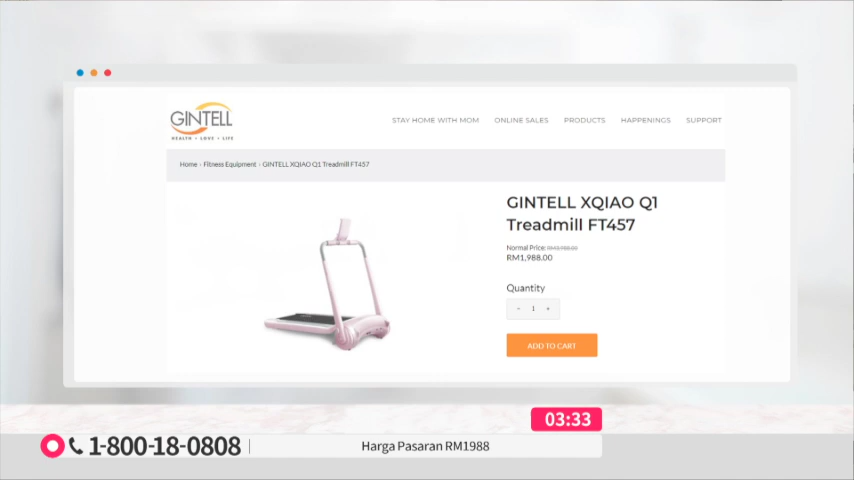 GINTELL
HEALTH • LOVE • LIFE
STAY HOME WITH MOM ONLINE SALES PRODUCTS HAPPENINGS SUPPORT
Home › Fitness Equipment › GINTELL XQIAO Q1 Treadmill FT457
GINTELL XQIAO Q1
Treadmill FT457
Normal Price:
RM1,988.00
Quantity
- 1 +
ADD TO CART
03:33
1-800-18-0808
Harga Pasaran RM1988